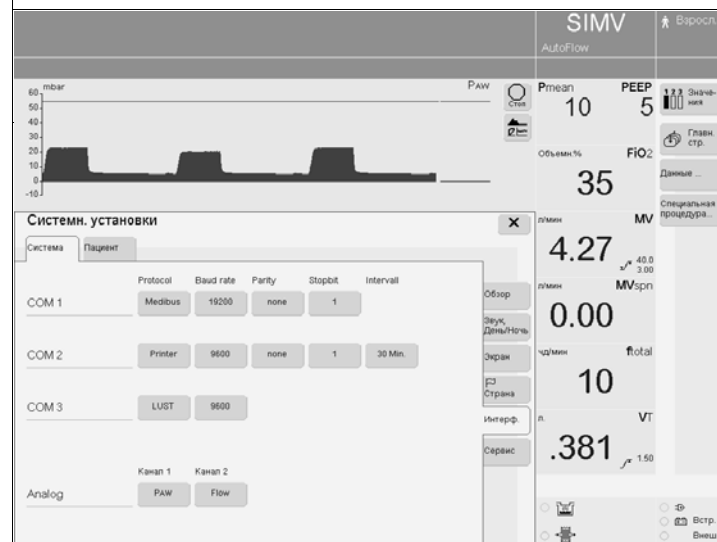 SIMV
Взросл.
AutoFlow
mbar
Paw
60
50
40
30
20
10
0
-10
Стоп
Pmean
PEEP
10
5
1 2 3
Значе-
ния
Главн.
стр.
Объемн.%
FiO2
35
Данные ...
Специальная
процедура...
Системн. установки
Система
Пациент
л/мин
MV
4.27
40.0
3.00
Protocol
Baud rate
Parity
Stopbit
Intervall
COM 1
Medibus
19200
none
1
Обзор
Звук,
День/Ночь
л/мин
MVspn
0.00
COM 2
Printer
9600
none
1
30 Min.
Экран
чд/мин
ftotal
10
Страна
COM 3
LUST
9600
Интерф.
л.
VT
.381
1.50
Сервис
Канал 1
Канал 2
Analog
PAW
Flow
Встр.
Внеш